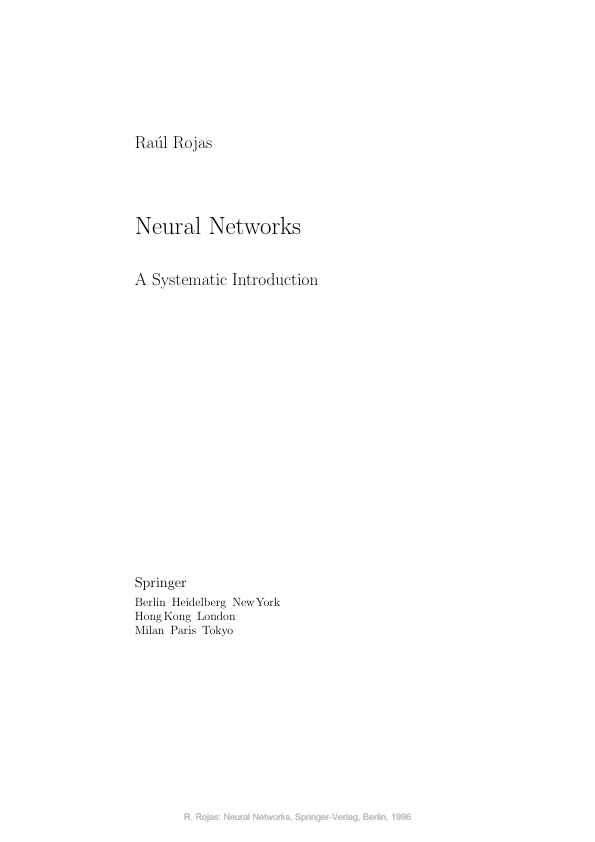 Raúl Rojas
Neural Networks
A Systematic Introduction
Springer
Berlin Heidelberg New York
Hong Kong London
Milan Paris Tokyo
R. Rojas: Neural Networks, Springer-Verlag, Berlin, 1996